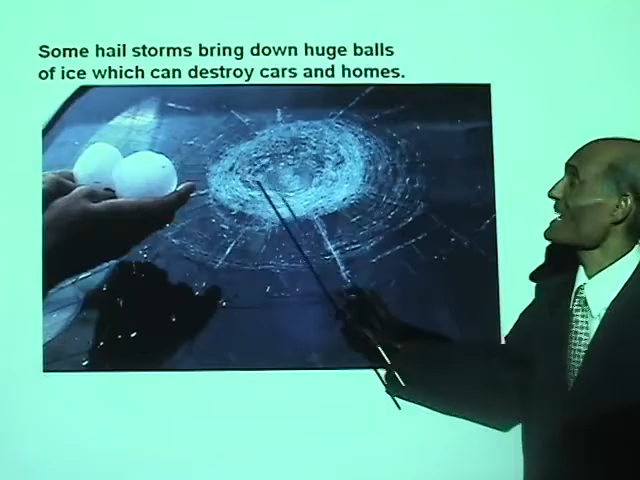 Some hail storms bring down huge balls
of ice which can destroy cars and homes.